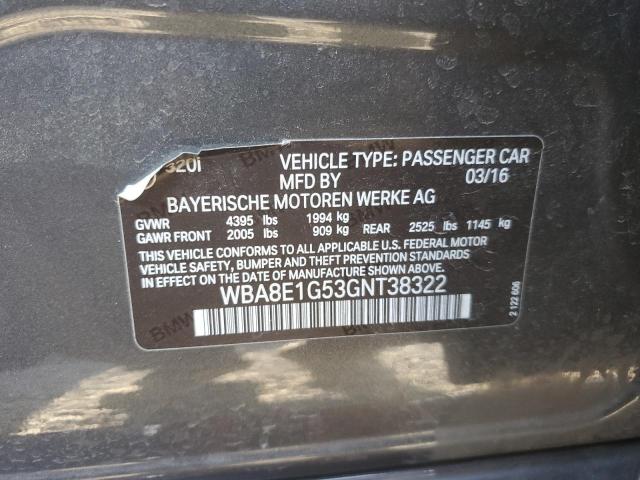 320i VEHICLE TYPE: PASSENGER CAR
MFD BY 03/16
BAYERISCHE MOTOREN WERKE AG
GVWR 4395 lbs 1994 kg
GAWR FRONT 2005 lbs 909 kg REAR 2525 lbs 1145 kg
THIS VEHICLE CONFORMS TO ALL APPLICABLE U.S. FEDERAL MOTOR
VEHICLE SAFETY, BUMPER AND THEFT PREVENTION STANDARDS
IN EFFECT ON THE DATE OF MANUFACTURE SHOWN ABOVE.
WBA8E1G53GNT38322
2 122 606